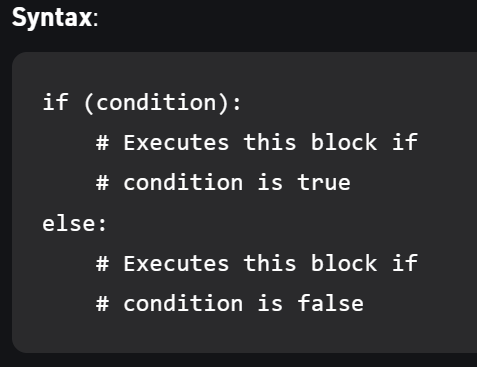 Syntax:
if (condition):
    # Executes this block if
    # condition is true
else:
    # Executes this block if
    # condition is false